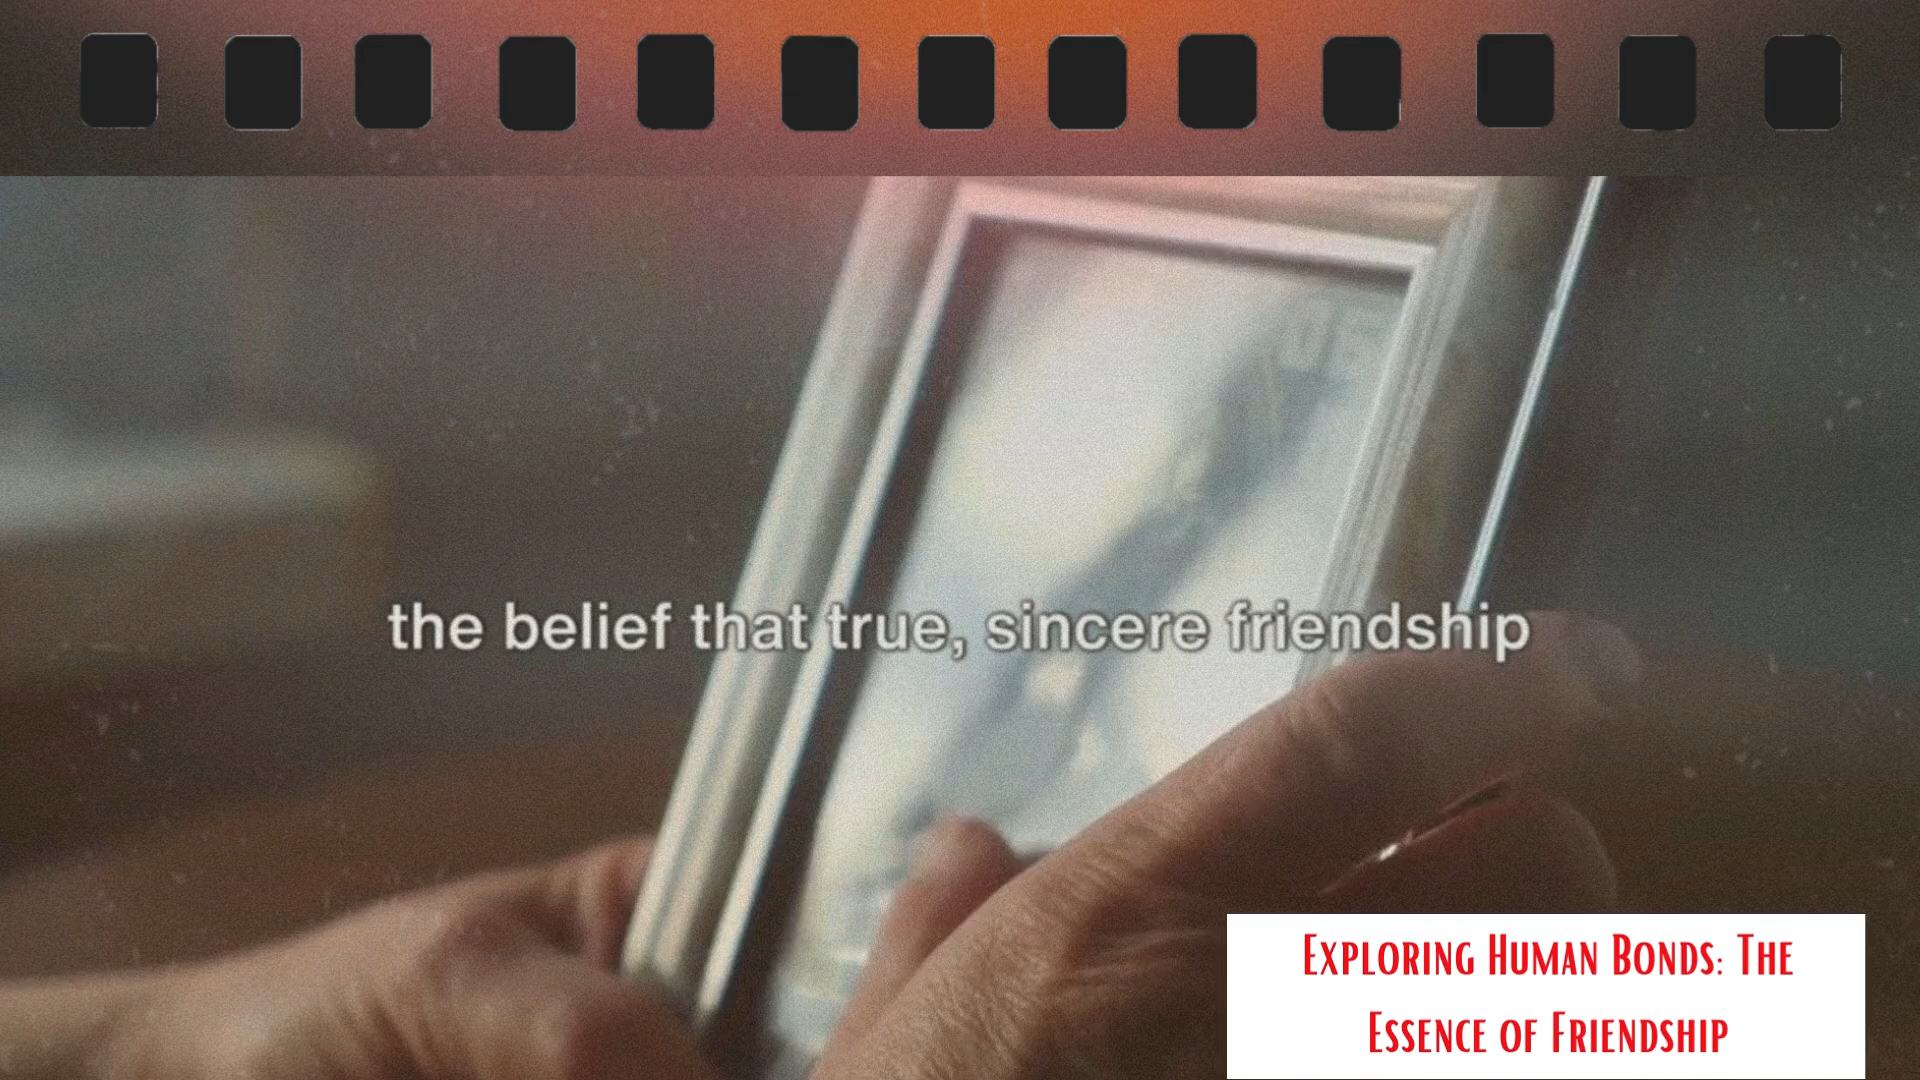 the belief that true, sincere friendship
Exploring Human Bonds: The
Essence of Friendship